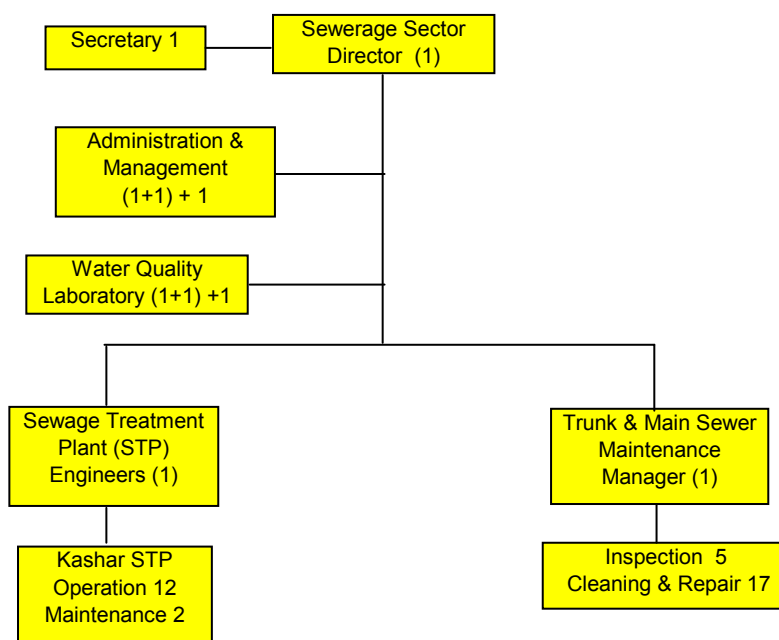 Secretary 1
Sewerage Sector
Director (1)
Administration &
Management
(1+1) + 1
Water Quality
Laboratory (1+1) +1
Sewage Treatment
Plant (STP)
Engineers (1)
Trunk & Main Sewer
Maintenance
Manager (1)
Kashar STP
Operation 12
Maintenance 2
Inspection 5
Cleaning & Repair 17